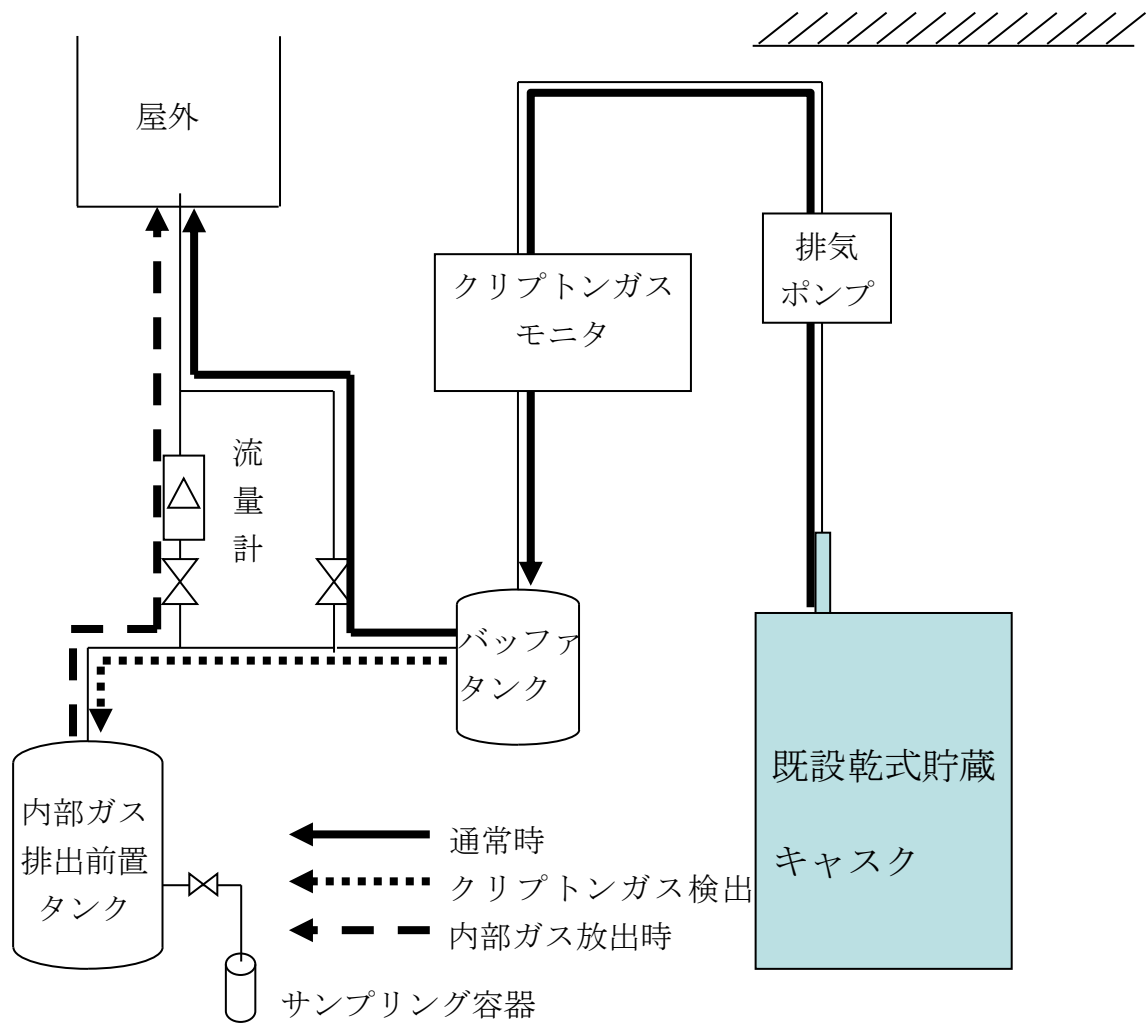 屋外
排気
ポンプ
クリプトンガス
モニタ
流
量
計
バッファ
タンク
既設乾式貯蔵
キャスク
内部ガス
排出前置
タンク
通常時
クリプトンガス検出
内部ガス放出時
サンプリング容器